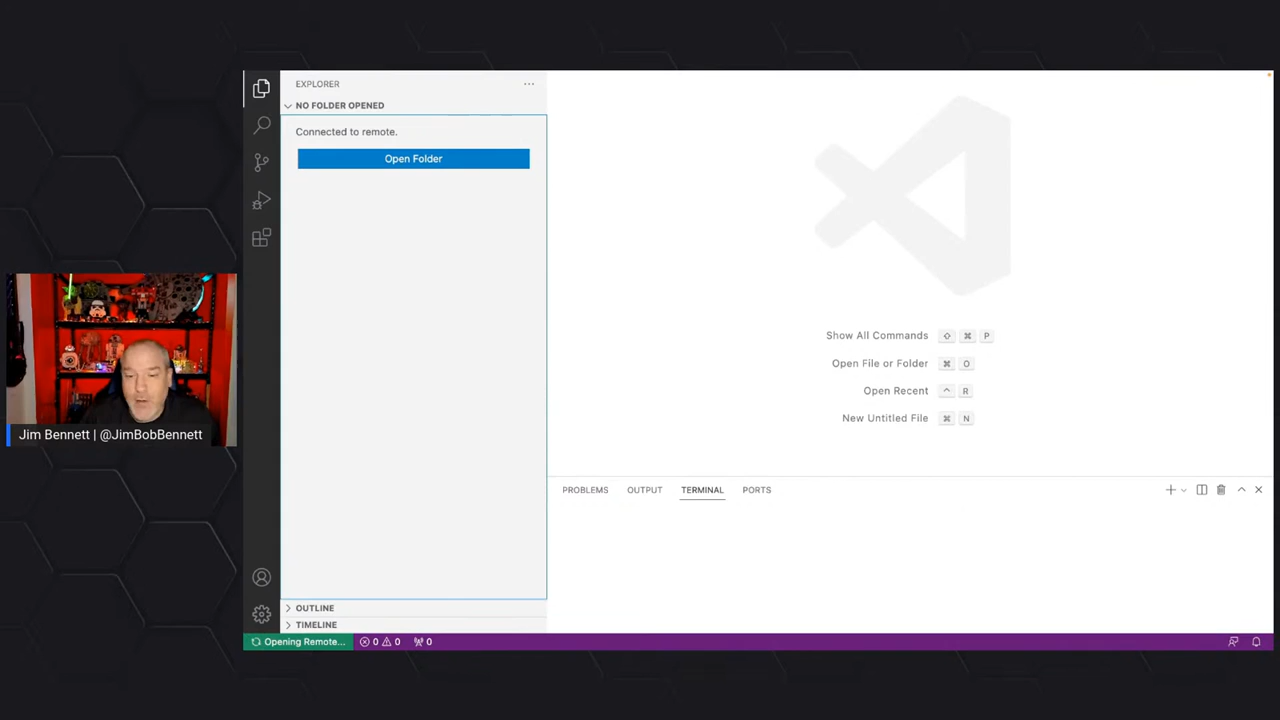 EXPLORER
NO FOLDER OPENED
Connected to remote.
Open Folder
Show All Commands ⇧ ⌘ P
Open File or Folder ⌘ O
Open Recent ⌃ R
New Untitled File ⌘ N
Jim Bennett | @JimBobBennett
PROBLEMS OUTPUT TERMINAL PORTS
OUTLINE
TIMELINE
Opening Remote... 0 0 0